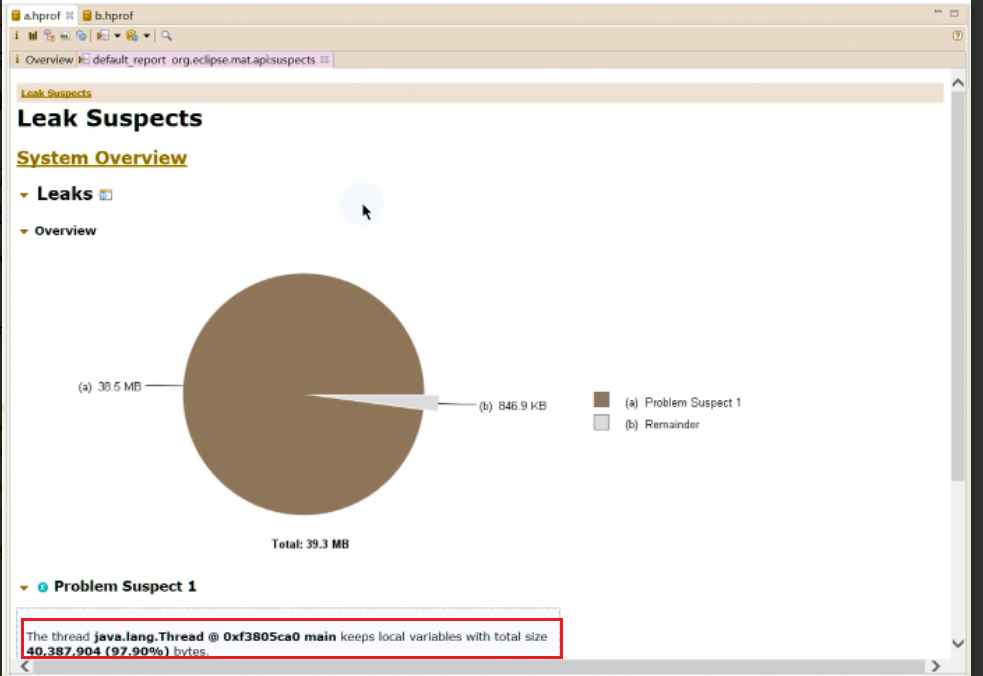 a.hprof
b.hprof
Overview
default_report org.eclipse.mat.api:suspects
Leak Suspects
Leak Suspects
System Overview
Leaks
Overview
(a) 38.5 MB
(b) 846.9 KB
(a) Problem Suspect 1
(b) Remainder
Total: 39.3 MB
Problem Suspect 1
The thread java.lang.Thread @ 0xf3805ca0 main keeps local variables with total size
40,387,904 (97.90%) bytes.